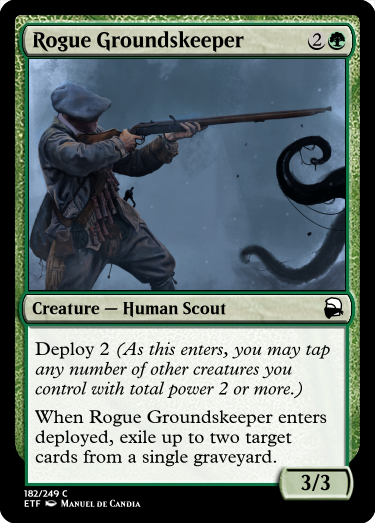 Rogue Groundskeeper 2
Creature — Human Scout
Deploy 2 (As this enters, you may tap
any number of other creatures you
control with total power 2 or more.)
When Rogue Groundskeeper enters
deployed, exile up to two target
cards from a single graveyard.
3/3
182/249 C
ETF Manuel de Candia